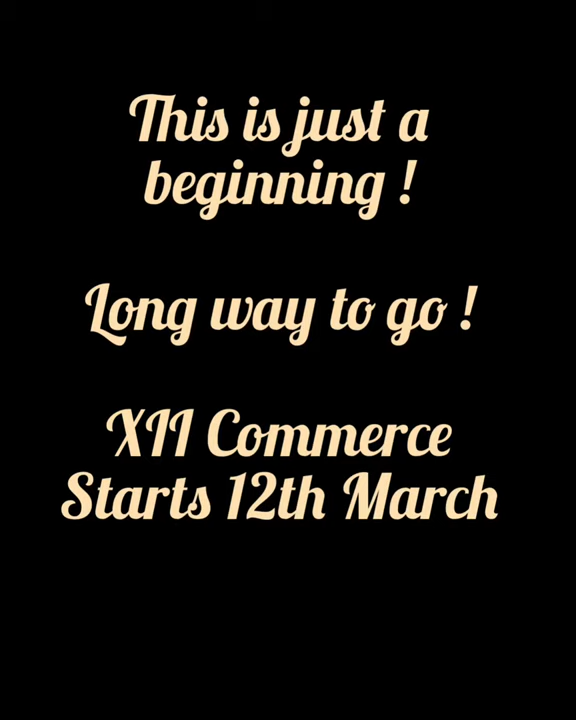 This is just a
beginning !
Long way to go !
XII Commerce
Starts 12th March